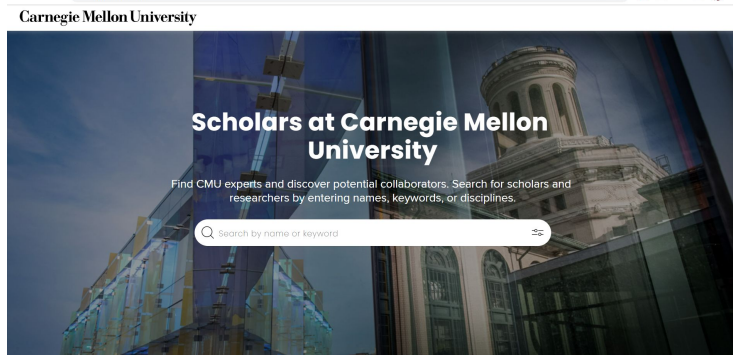 Carnegie Mellon University
Scholars at Carnegie Mellon
University
Find CMU experts and discover potential collaborators. Search for scholars and
researchers by entering names, keywords, or disciplines.
Search by name or keyword